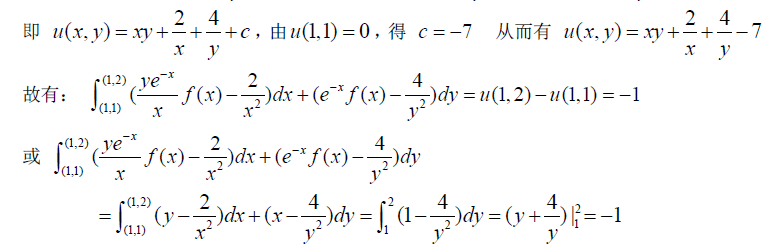 即 u(x, y) = xy + \frac{2}{x} + \frac{4}{y} + c，由 u(1,1) = 0，得 c = −7 从而有 u(x, y) = xy + \frac{2}{x} + \frac{4}{y} − 7
故有： \int_{(1,1)}^{(1,2)} (\frac{ye^{-x}}{x} f(x) − \frac{2}{x^2})dx + (e^{-x} f(x) − \frac{4}{y^2})dy = u(1,2) − u(1,1) = −1
或 \int_{(1,1)}^{(1,2)} (\frac{ye^{-x}}{x} f(x) − \frac{2}{x^2})dx + (e^{-x} f(x) − \frac{4}{y^2})dy
= \int_{(1,1)}^{(1,2)} (y − \frac{2}{x^2})dx + (x − \frac{4}{y^2})dy = \int_1^2 (1 − \frac{4}{y^2})dy = (y + \frac{4}{y}) |_1^2 = −1